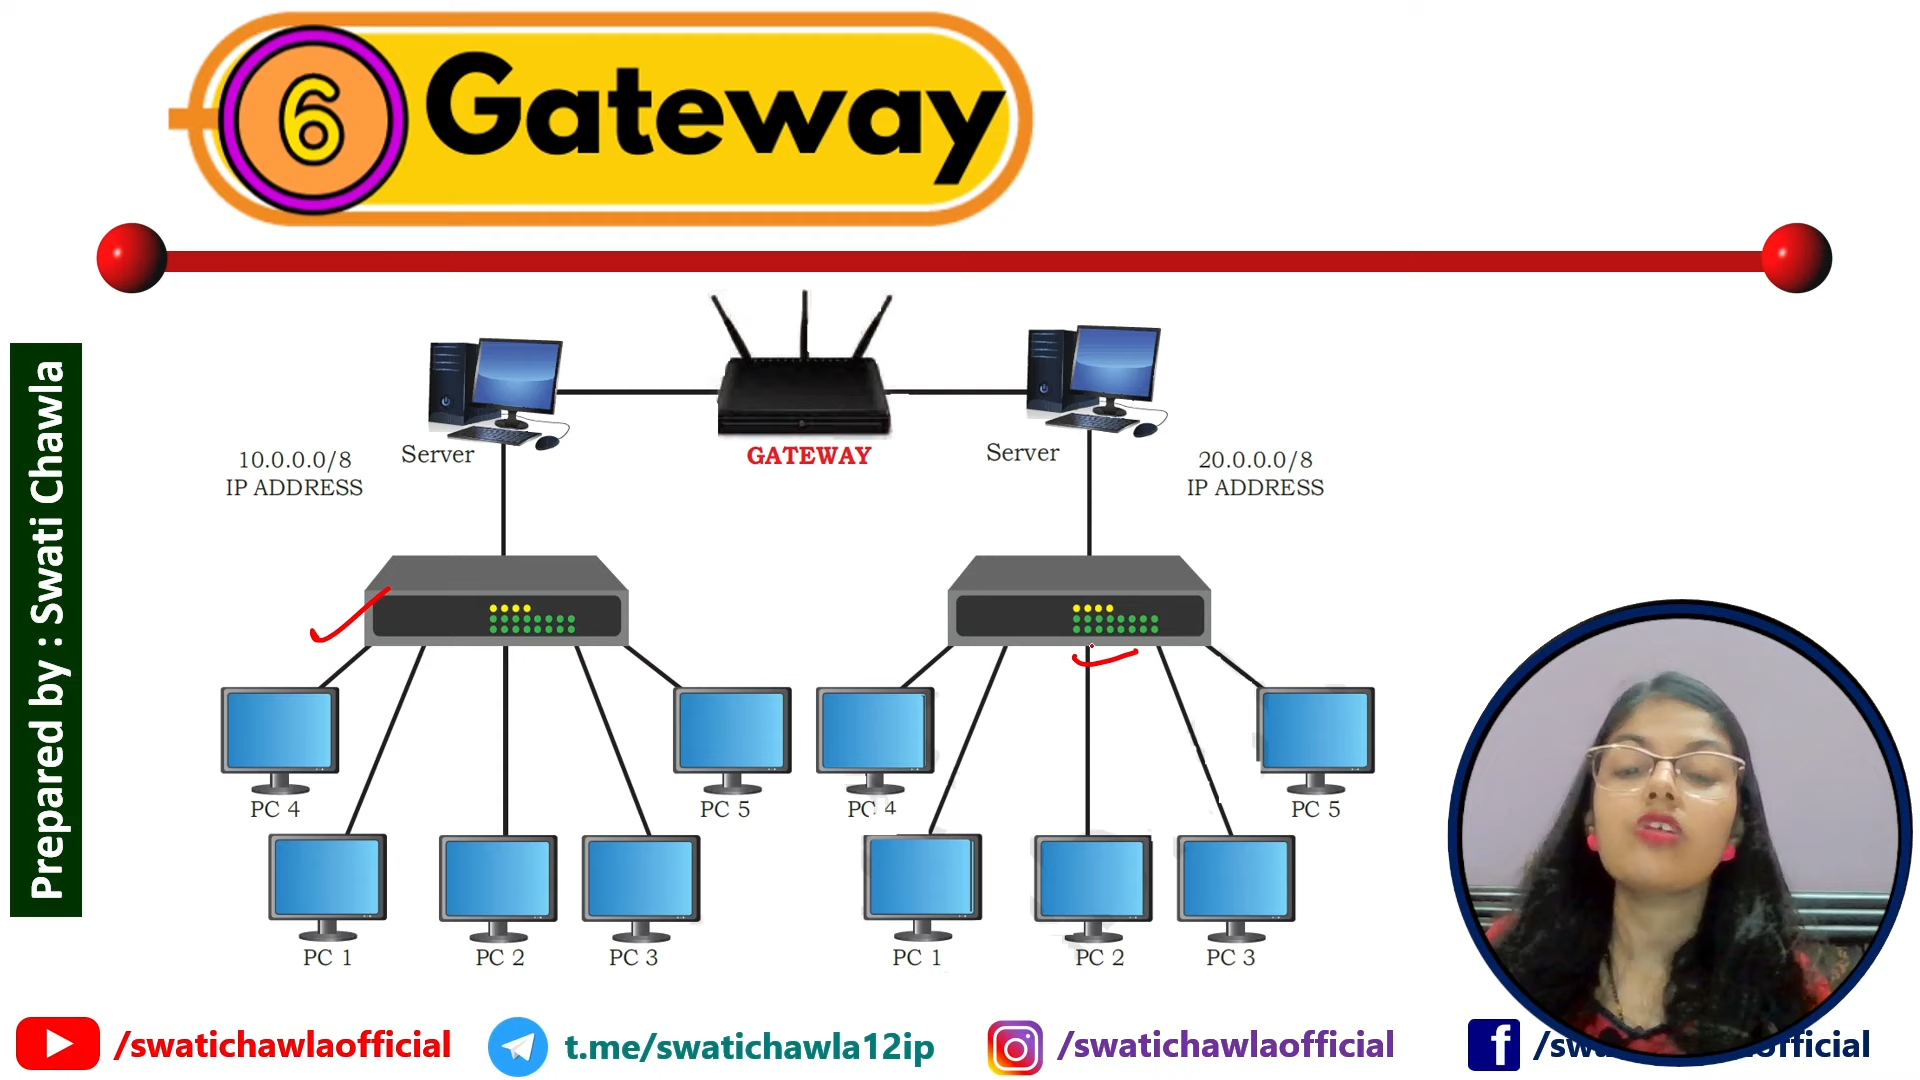 6 Gateway
Prepared by : Swati Chawla
Server
GATEWAY
Server
10.0.0.0/8
IP ADDRESS
20.0.0.0/8
IP ADDRESS
PC 4
PC 5
PC 4
PC 5
PC 1
PC 2
PC 3
PC 1
PC 2
PC 3
/swatichawlaofficial
t.me/swatichawla12ip
/swatichawlaofficial